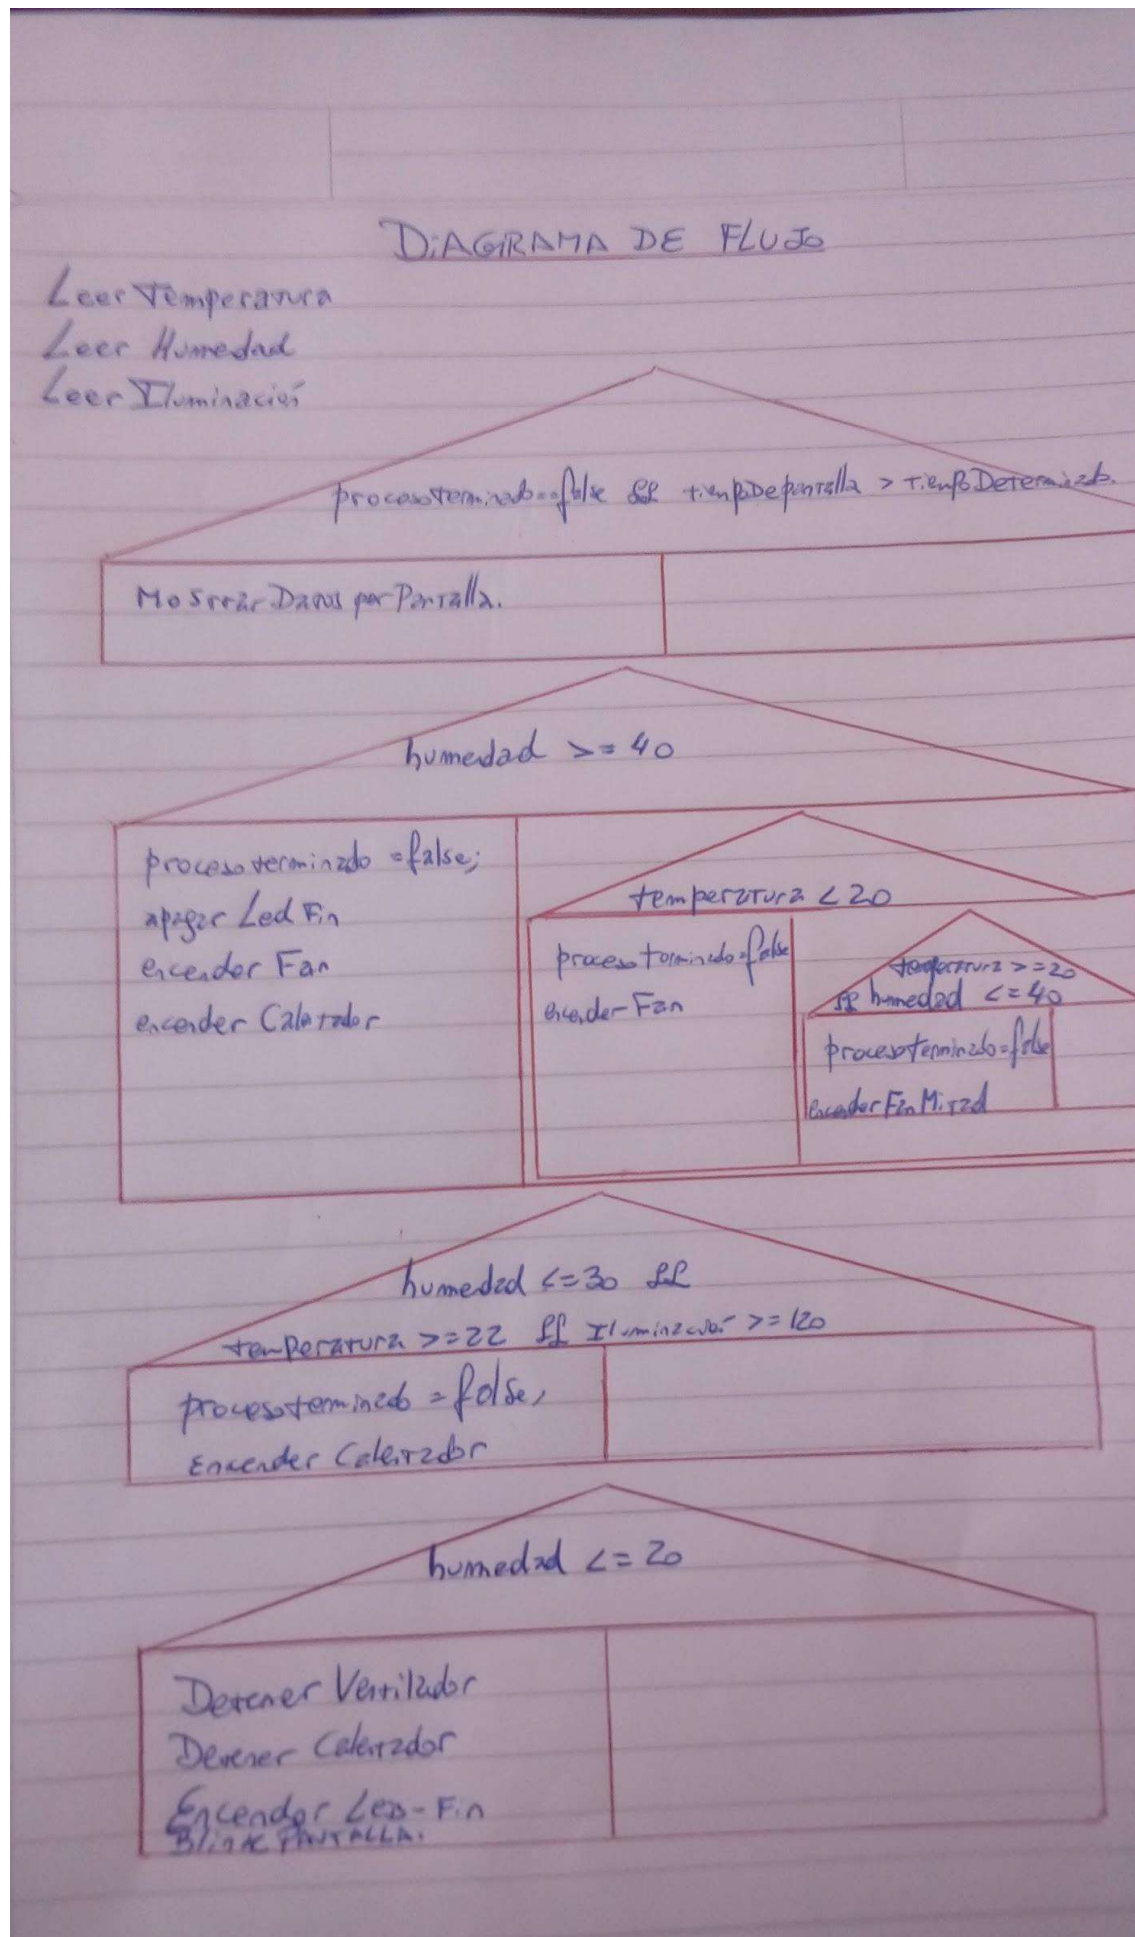 DIAGRAMA DE FLUJO
Leer Temperatura
Leer Humedad
Leer Iluminación
procesoterminado==false && tiempoDepantalla > tiempoDeterminado.
Mostrar Datos por Pantalla.
humedad >= 40
procesoterminado =false;
apagar Led Fin
encender Fan
encender Calentador
temperatura < 20
procesoterminado=false
encender Fan
temperatura >= 20
&& humedad <= 40
procesoterminado=false
encender Fan Mitad
humedad <= 30 &&
temperatura >= 22 && Iluminación >= 120
procesoterminado = false;
Encender Calentador
humedad <= 20
Detener Ventilador
Detener Calentador
Encender Led-Fin
Blink PANTALLA.